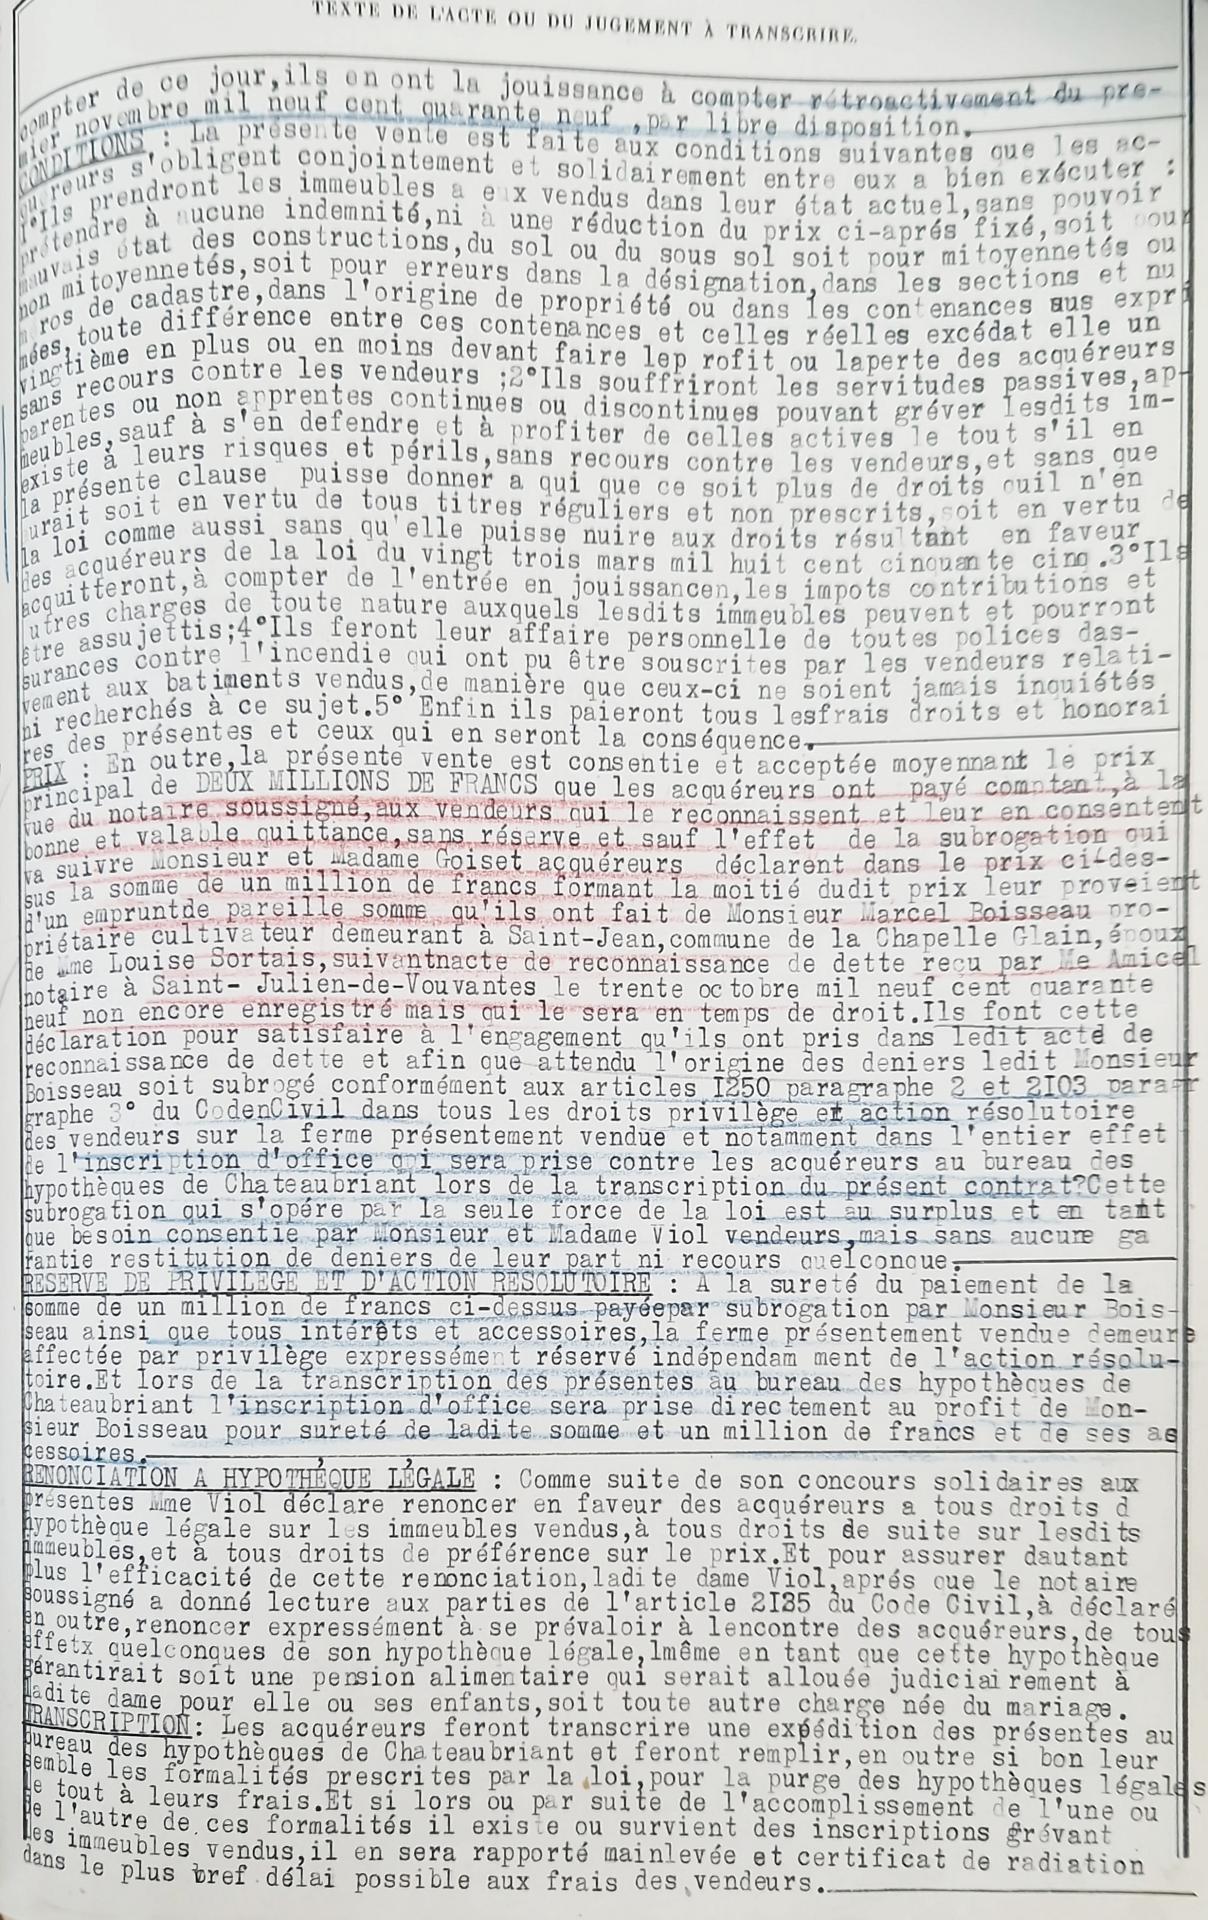 TEXTE DE L'ACTE OU DU JUGEMENT À TRANSCRIRE.
compter de ce jour,ils en ont la jouissance à compter rétroactivement du pre-
mier novembre mil neuf cent quarante neuf ,par libre disposition.
CONDITIONS : La présente vente est faite aux conditions suivantes que les ac-
quéreurs s'obligent conjointement et solidairement entre eux a bien exécuter :
1°Ils prendront les immeubles a eux vendus dans leur état actuel,sans pouvoir
prétendre à aucune indemnité,ni à une réduction du prix ci-aprés fixé,soit pour
mauvais état des constructions,du sol ou du sous sol soit pour mitoyennetés ou
non mitoyennetés,soit pour erreurs dans la désignation,dans les sections et nu
méros de cadastre,dans l'origine de propriété ou dans les contenances sus expri
mées,toute différence entre ces contenances et celles réelles excédat elle un
vingtième en plus ou en moins devant faire lep rofit ou laperte des acquéreurs
sans recours contre les vendeurs ;2°Ils souffriront les servitudes passives,ap-
parentes ou non apprentes continues ou discontinues pouvant gréver lesdits im-
meubles,sauf à s'en defendre et à profiter de celles actives le tout s'il en
existe à leurs risques et périls,sans recours contre les vendeurs,et sans que
la présente clause puisse donner a qui que ce soit plus de droits quil n'en
aurait soit en vertu de tous titres réguliers et non prescrits,soit en vertu de
la loi comme aussi sans qu'elle puisse nuire aux droits résultant en faveur
des acquéreurs de la loi du vingt trois mars mil huit cent cinquante cinq .3°Ils
acquitteront,à compter de l'entrée en jouissancen,les impots contributions et
autres charges de toute nature auxquels lesdits immeubles peuvent et pourront
être assujettis;4°Ils feront leur affaire personnelle de toutes polices das-
surances contre l'incendie qui ont pu être souscrites par les vendeurs relati-
vement aux batiments vendus,de manière que ceux-ci ne soient jamais inquiétés
ni recherchés à ce sujet.5° Enfin ils paieront tous lesfrais droits et honorai
res des présentes et ceux qui en seront la conséquence.
PRIX : En outre,la présente vente est consentie et acceptée moyennant le prix
principal de DEUX MILLIONS DE FRANCS que les acquéreurs ont payé comptant,à la
vue du notaire soussigné,aux vendeurs qui le reconnaissent et leur en consentent
bonne et valable quittance,sans réserve et sauf l'effet de la subrogation qui
va suivre Monsieur et Madame Goiset acquéreurs déclarent dans le prix ci-des-
sus la somme de un million de francs formant la moitié dudit prix leur proveient
d'un empruntde pareille somme qu'ils ont fait de Monsieur Marcel Boisseau pro-
priétaire cultivateur demeurant à Saint-Jean,commune de la Chapelle Glain,époux
de Mme Louise Sortais,suivantnacte de reconnaissance de dette reçu par Me Amicel
notaire à Saint- Julien-de-Vouvantes le trente octobre mil neuf cent quarante
neuf non encore enregistré mais qui le sera en temps de droit.Ils font cette
déclaration pour satisfaire à l'engagement qu'ils ont pris dans ledit acte de
reconnaissance de dette et afin que attendu l'origine des deniers ledit Monsieur
Boisseau soit subrogé conformément aux articles I250 paragraphe 2 et 2I03 para
graphe 3° du CodenCivil dans tous les droits privilège et action résolutoire
des vendeurs sur la ferme présentement vendue et notamment dans l'entier effet
de l'inscription d'office qui sera prise contre les acquéreurs au bureau des
hypothèques de Chateaubriant lors de la transcription du présent contrat?Cette
subrogation qui s'opére par la seule force de la loi est au surplus et en tant
que besoin consentie par Monsieur et Madame Viol vendeurs,mais sans aucune ga
rantie restitution de deniers de leur part ni recours quelconque.
RESERVE DE PRIVILEGE ET D'ACTION RESOLUTOIRE : A la sureté du paiement de la
somme de un million de francs ci-dessus payéepar subrogation par Monsieur Bois-
seau ainsi que tous intérêts et accessoires,la ferme présentement vendue demeure
affectée par privilège expressément réservé indépendam ment de l'action résolu-
toire.Et lors de la transcription des présentes au bureau des hypothèques de
Chateaubriant l'inscription d'office sera prise directement au profit de Mon-
sieur Boisseau pour sureté de ladite somme et un million de francs et de ses ac
cessoires.
RENONCIATION A HYPOTHÉQUE LÉGALE : Comme suite de son concours solidaires aux
présentes Mme Viol déclare renoncer en faveur des acquéreurs a tous droits d
hypothèque légale sur les immeubles vendus,à tous droits de suite sur lesdits
immeubles,et à tous droits de préférence sur le prix.Et pour assurer dautant
plus l'efficacité de cette renonciation,ladite dame Viol,aprés que le notaire
soussigné a donné lecture aux parties de l'article 2I35 du Code Civil,à déclaré
en outre,renoncer expressément à se prévaloir à lencontre des acquéreurs,de tous
effetx quelconques de son hypothèque légale,lmême en tant que cette hypothèque
garantirait soit une pension alimentaire qui serait allouée judiciai rement à
ladite dame pour elle ou ses enfants,soit toute autre charge née du mariage.
TRANSCRIPTION: Les acquéreurs feront transcrire une expédition des présentes au
bureau des hypothèques de Chateaubriant et feront remplir,en outre si bon leur
semble les formalités prescrites par la loi,pour la purge des hypothèques légales
le tout à leurs frais.Et si lors ou par suite de l'accomplissement de l'une ou
de l'autre de ces formalités il existe ou survient des inscriptions grévant
les immeubles vendus,il en sera rapporté mainlevée et certificat de radiation
dans le plus bref délai possible aux frais des vendeurs.